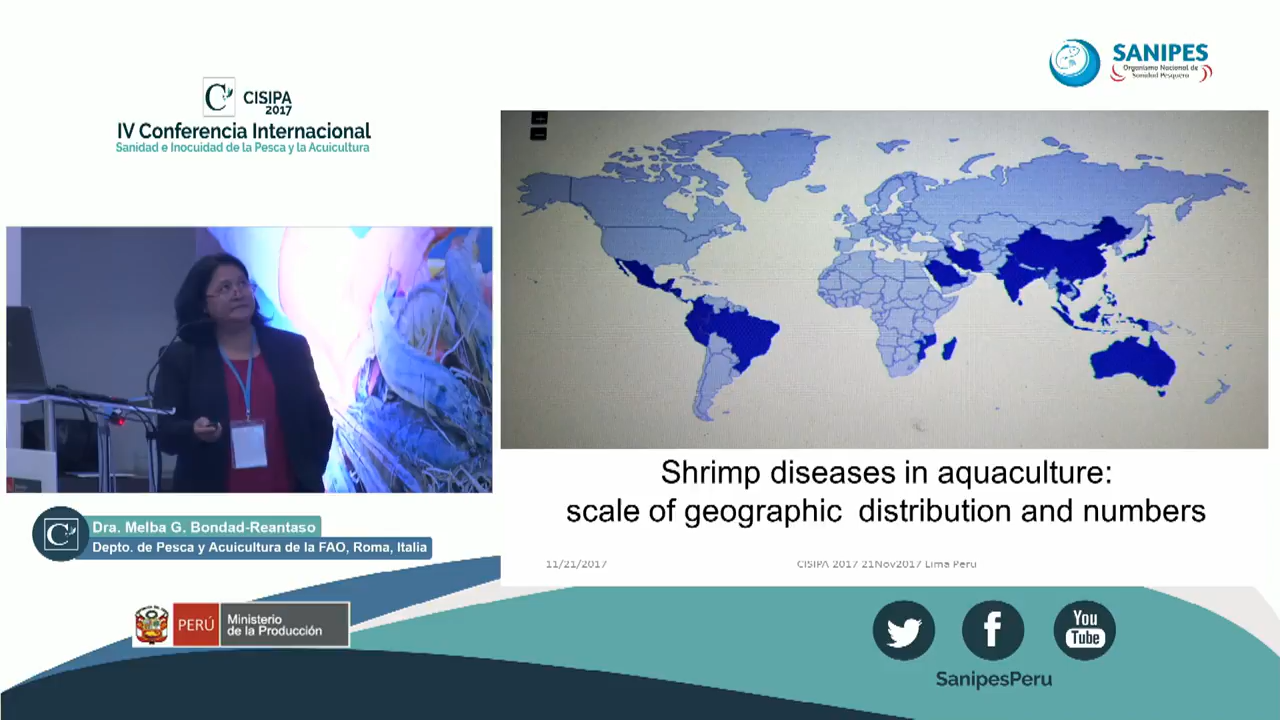 SANIPES
Organismo Nacional de
Sanidad Pesquera
C
CISIPA
2017
IV Conferencia Internacional
Sanidad e Inocuidad de la Pesca y la Acuicultura
Shrimp diseases in aquaculture:
scale of geographic distribution and numbers
11/21/2017
CISIPA 2017 21Nov2017 Lima Peru
C
Dra. Melba G. Bondad-Reantaso
Depto. de Pesca y Acuicultura de la FAO, Roma, Italia
PERÚ
Ministerio
de la Producción
f
You
Tube
SanipesPeru